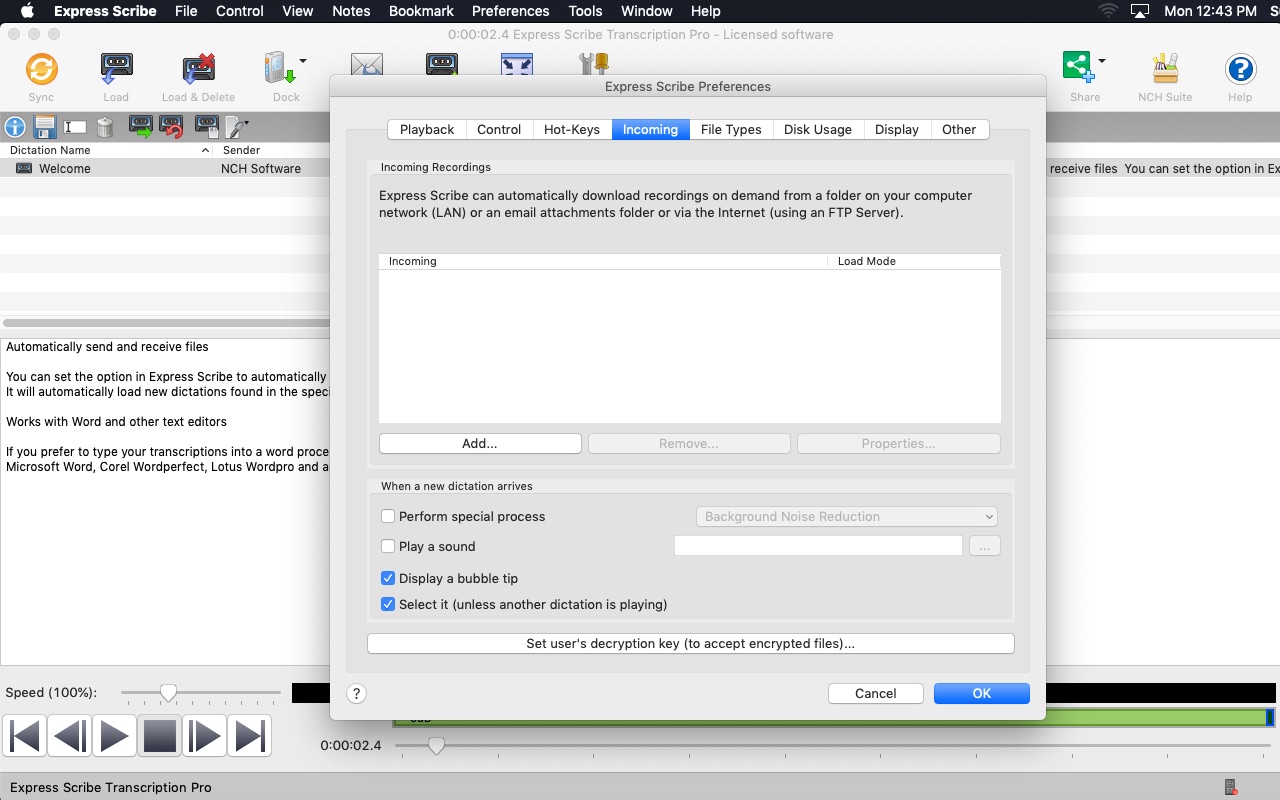 Express Scribe File Control View Notes Bookmark Preferences Tools Window Help Mon 12:43 PM S
0:00:02.4 Express Scribe Transcription Pro - Licensed software
Sync Load Load & Delete Dock Share NCH Suite Help
Express Scribe Preferences
Playback Control Hot-Keys Incoming File Types Disk Usage Display Other
Dictation Name Sender
Welcome NCH Software receive files You can set the option in Ex
Incoming Recordings
Express Scribe can automatically download recordings on demand from a folder on your computer
network (LAN) or an email attachments folder or via the Internet (using an FTP Server).
Incoming Load Mode
Add... Remove... Properties...
Automatically send and receive files
You can set the option in Express Scribe to automatically
It will automatically load new dictations found in the speci
Works with Word and other text editors
If you prefer to type your transcriptions into a word proce
Microsoft Word, Corel Wordperfect, Lotus Wordpro and a
When a new dictation arrives
Perform special process Background Noise Reduction
Play a sound ...
Display a bubble tip
Select it (unless another dictation is playing)
Set user's decryption key (to accept encrypted files)...
? Cancel OK
Speed (100%):
0:00:02.4
Express Scribe Transcription Pro